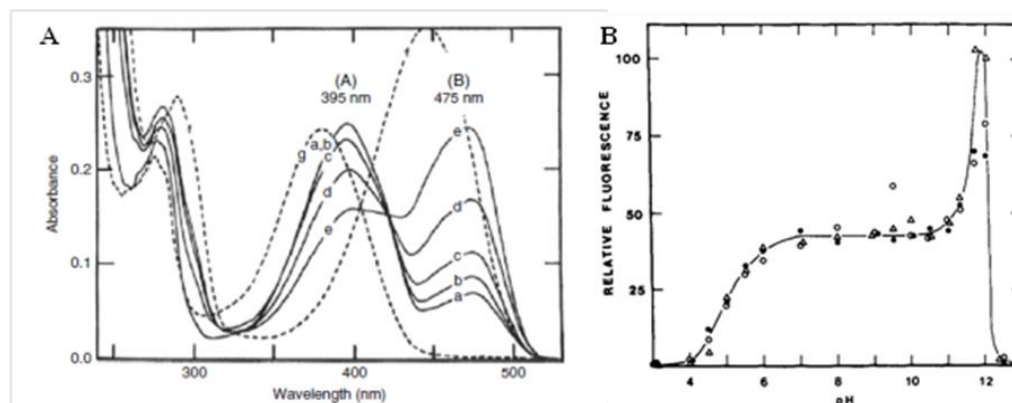 A
B
(A)
395 nm
(B)
475 nm
0.3
0.2
0.1
0.0
Absorbance
g
a,b
c
d
e
e
d
c
b
a
300
400
500
Wavelength (nm)
100
75
50
25
RELATIVE FLUORESCENCE
4
6
8
10
12
pH